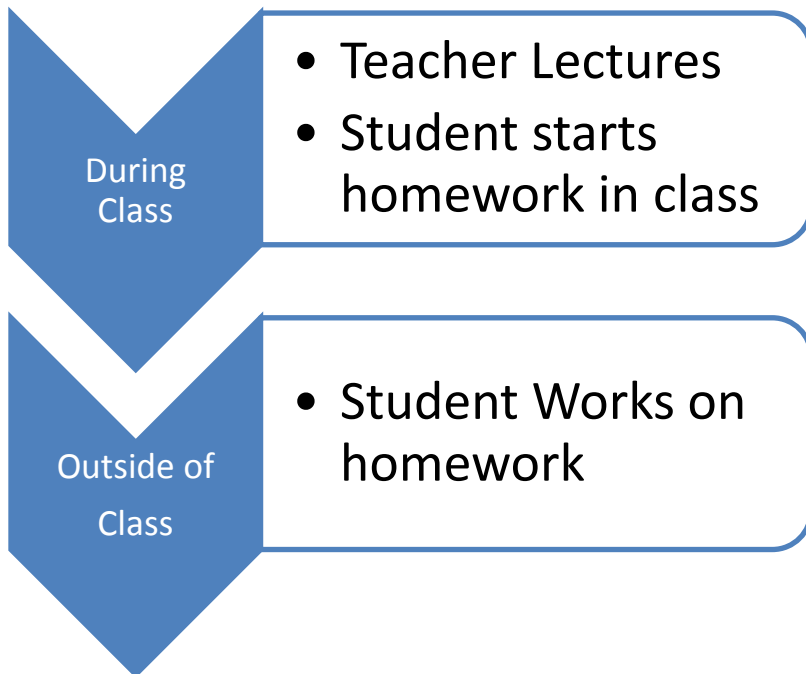 During
Class
• Teacher Lectures
• Student starts
homework in class
Outside of
Class
• Student Works on
homework